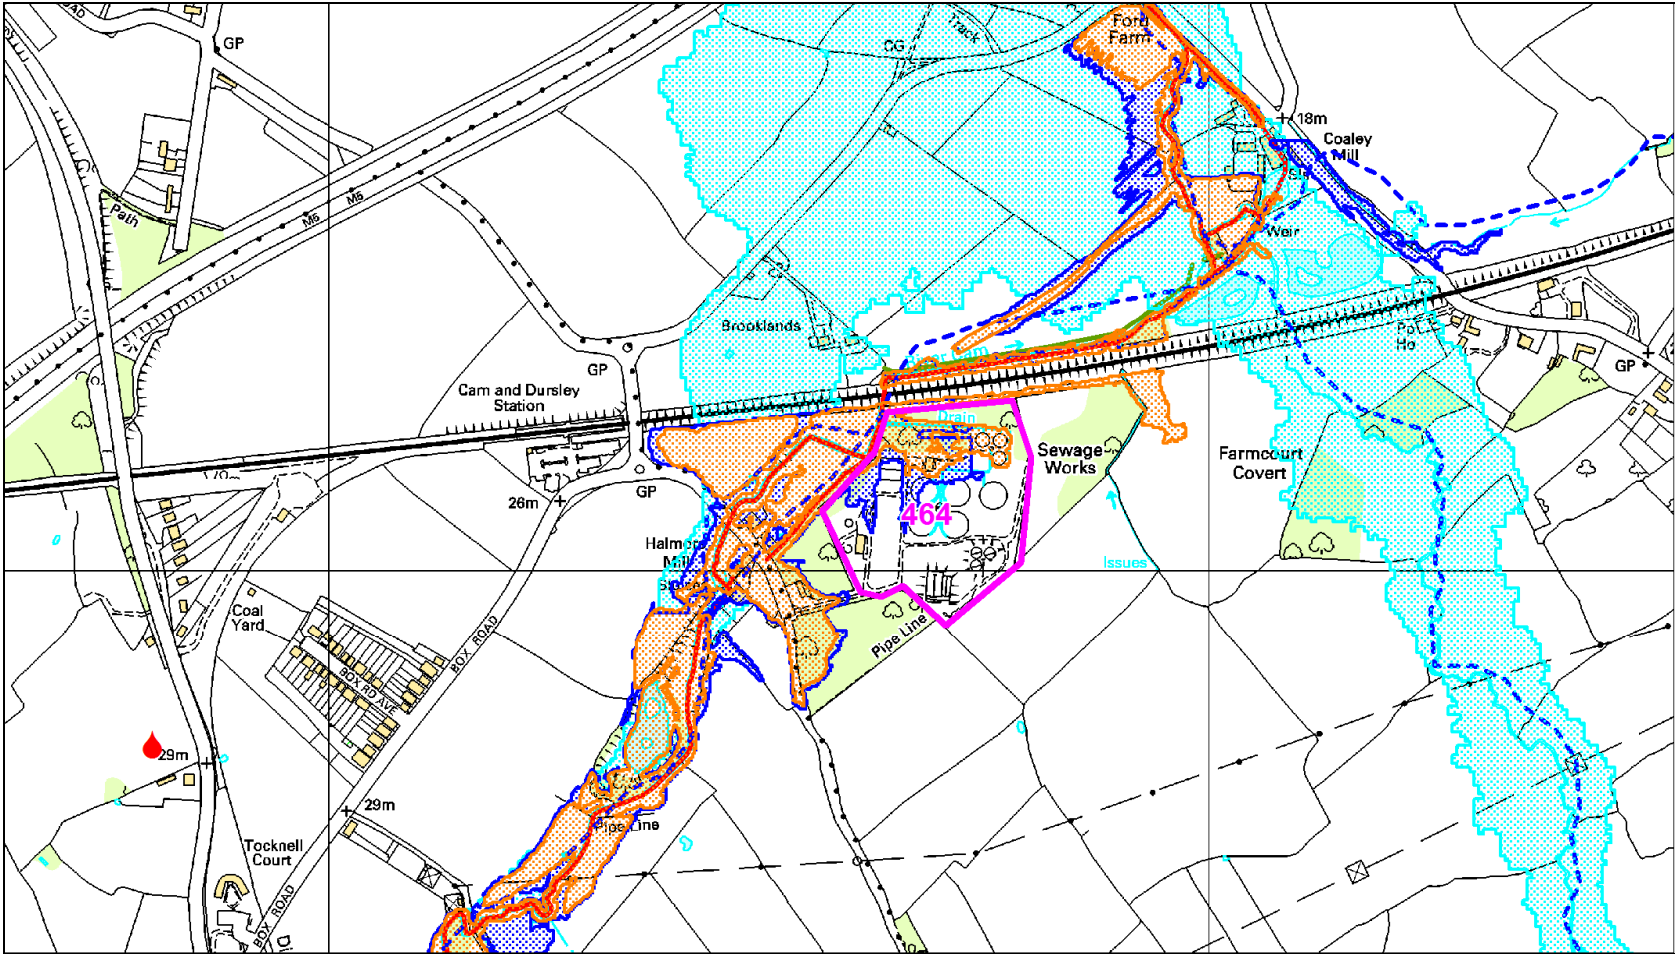 GP
Ford
Farm
Track
CG
18m
Coaley
Mill
Path
M5
M5
Weir
Brooklands
GP
Cam and Dursley
Station
GP
Drain
Sewage
Works
Farmcourt
Covert
26m
GP
464
Issues
Coal
Yard
BOX ROAD
Pipe Line
BOX RD AVE
29m
29m
Pipe Line
Tocknell
Court
BOX ROAD